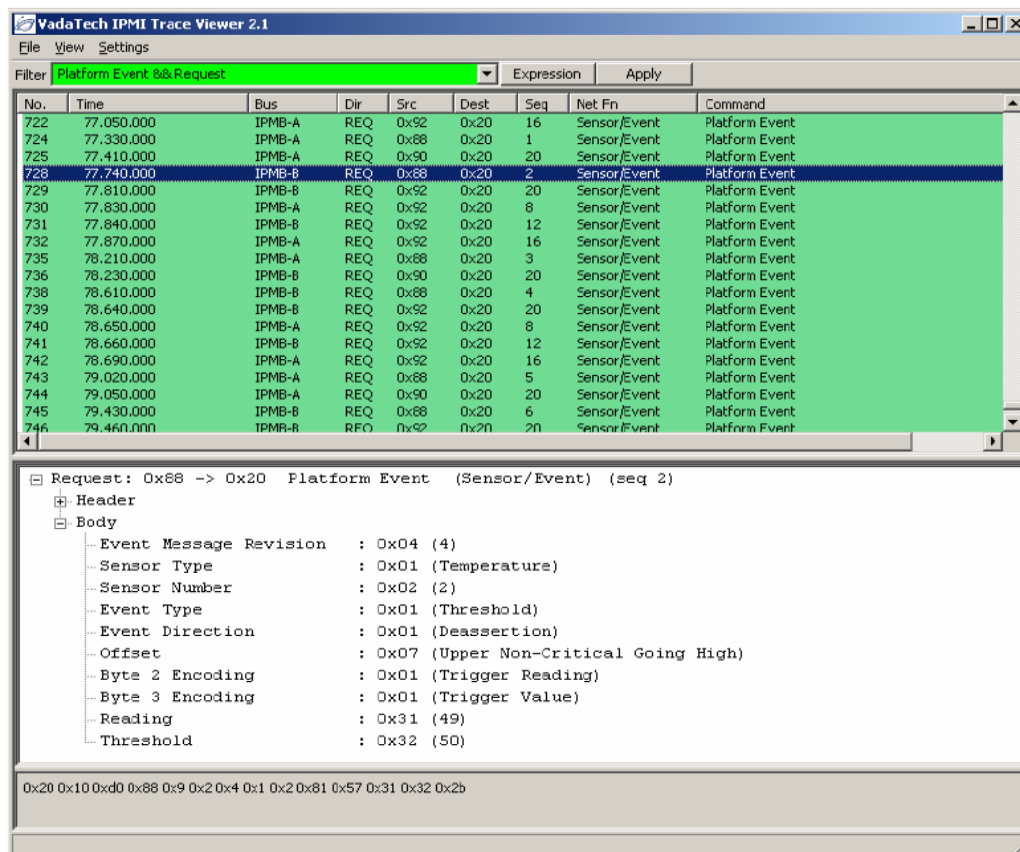 VadaTech IPMI Trace Viewer 2.1
File View Settings
Filter Platform Event && Request Expression Apply
No. Time Bus Dir Src Dest Seq Net Fn Command
722 77.050.000 IPMB-A REQ 0x92 0x20 16 Sensor/Event Platform Event
724 77.330.000 IPMB-A REQ 0x88 0x20 1 Sensor/Event Platform Event
725 77.410.000 IPMB-A REQ 0x90 0x20 20 Sensor/Event Platform Event
728 77.740.000 IPMB-B REQ 0x88 0x20 2 Sensor/Event Platform Event
729 77.810.000 IPMB-B REQ 0x92 0x20 20 Sensor/Event Platform Event
730 77.830.000 IPMB-A REQ 0x92 0x20 8 Sensor/Event Platform Event
731 77.840.000 IPMB-B REQ 0x92 0x20 12 Sensor/Event Platform Event
732 77.870.000 IPMB-A REQ 0x92 0x20 16 Sensor/Event Platform Event
735 78.210.000 IPMB-A REQ 0x88 0x20 3 Sensor/Event Platform Event
736 78.230.000 IPMB-B REQ 0x90 0x20 20 Sensor/Event Platform Event
738 78.610.000 IPMB-B REQ 0x88 0x20 4 Sensor/Event Platform Event
739 78.640.000 IPMB-B REQ 0x92 0x20 20 Sensor/Event Platform Event
740 78.650.000 IPMB-A REQ 0x92 0x20 8 Sensor/Event Platform Event
741 78.660.000 IPMB-B REQ 0x92 0x20 12 Sensor/Event Platform Event
742 78.690.000 IPMB-A REQ 0x92 0x20 16 Sensor/Event Platform Event
743 79.020.000 IPMB-A REQ 0x88 0x20 5 Sensor/Event Platform Event
744 79.050.000 IPMB-A REQ 0x90 0x20 20 Sensor/Event Platform Event
745 79.430.000 IPMB-B REQ 0x88 0x20 6 Sensor/Event Platform Event
746 79.460.000 IPMB-B REQ 0x92 0x20 20 Sensor/Event Platform Event
Request: 0x88 -> 0x20 Platform Event (Sensor/Event) (seq 2)
Header
Body
Event Message Revision : 0x04 (4)
Sensor Type : 0x01 (Temperature)
Sensor Number : 0x02 (2)
Event Type : 0x01 (Threshold)
Event Direction : 0x01 (Deassertion)
Offset : 0x07 (Upper Non-Critical Going High)
Byte 2 Encoding : 0x01 (Trigger Reading)
Byte 3 Encoding : 0x01 (Trigger Value)
Reading : 0x31 (49)
Threshold : 0x32 (50)
0x20 0x10 0xd0 0x88 0x9 0x2 0x4 0x1 0x2 0x81 0x57 0x31 0x32 0x2b